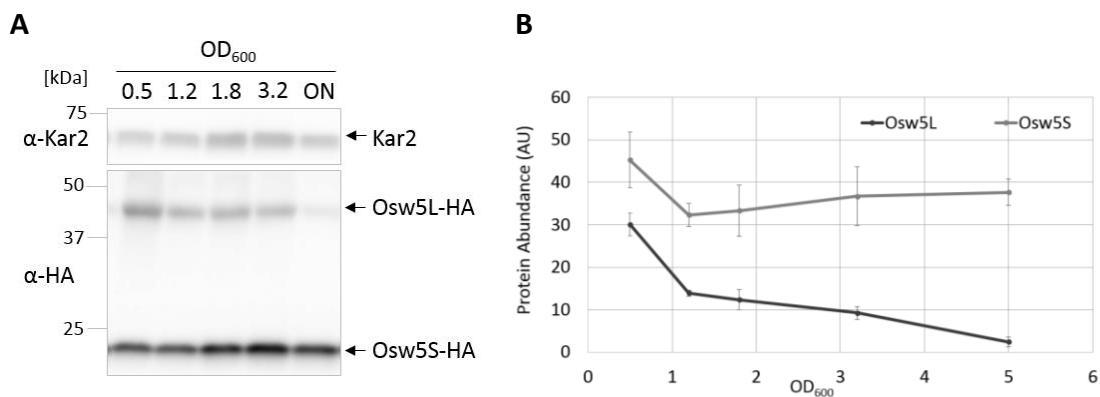 A
OD600
[kDa]
0.5 1.2 1.8 3.2 ON
75
α-Kar2
Kar2
50
Osw5L-HA
37
α-HA
25
Osw5S-HA
B
Osw5L Osw5S
Protein Abundance (AU)
60
50
40
30
20
10
0
0 1 2 3 4 5 6
OD600